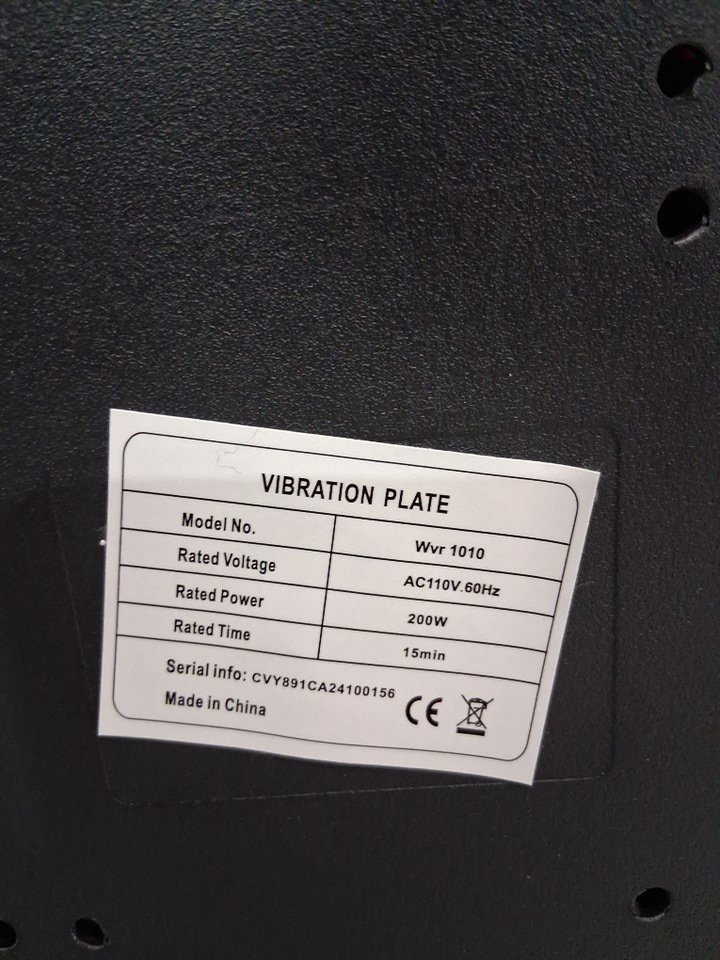 VIBRATION PLATE
Model No. Wvr 1010
Rated Voltage AC110V.60Hz
Rated Power 200W
Rated Time 15min
Serial info: CVY891CA24100156
Made in China CE